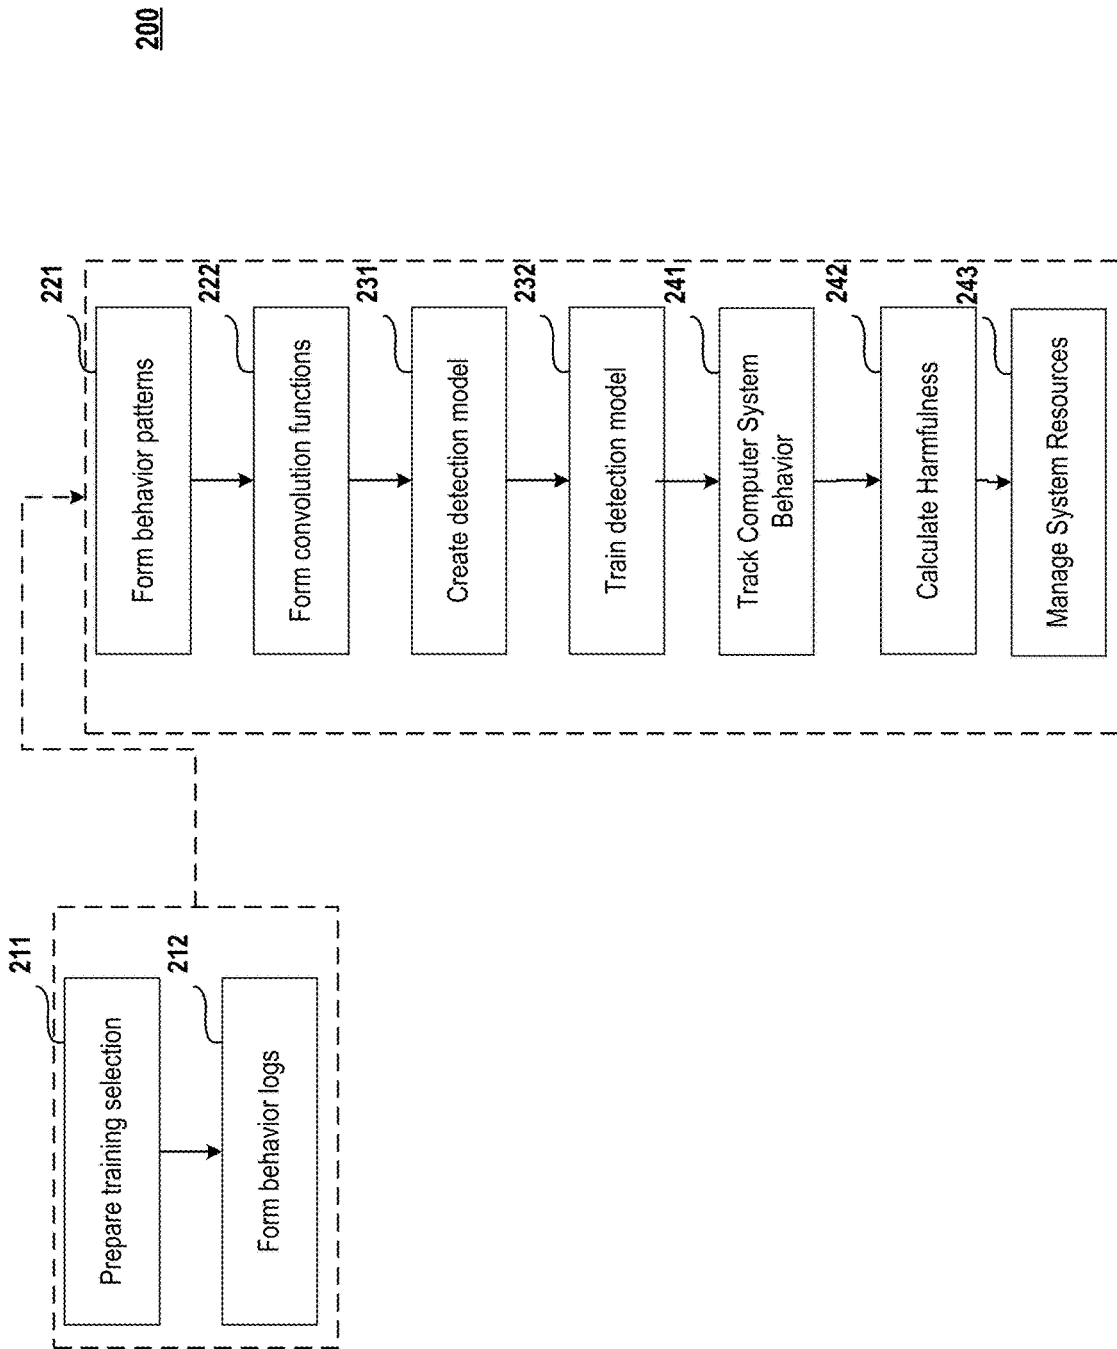 200
211
Prepare training selection
212
Form behavior logs
221
Form behavior patterns
222
Form convolution functions
231
Create detection model
232
Train detection model
241
Track Computer System
Behavior
242
Calculate Harmfulness
243
Manage System Resources